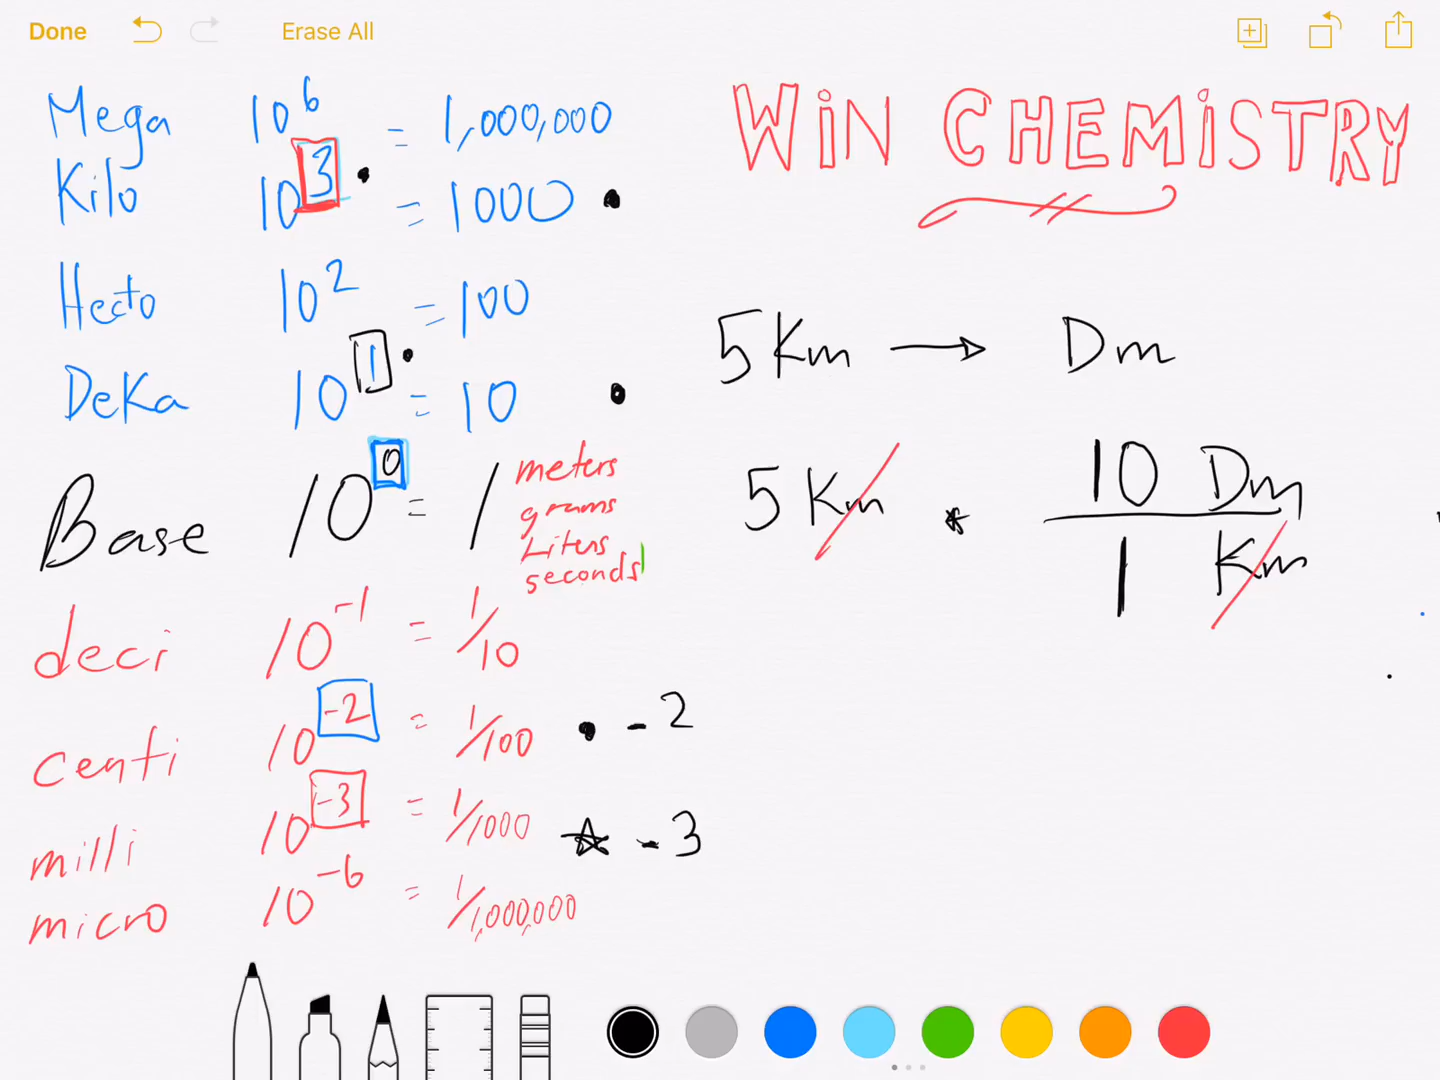 Done Erase All
WIN CHEMISTRY
Mega 10^6 = 1,000,000
Kilo 10^3 = 1000
Hecto 10^2 = 100
DeKa 10^1 = 10
Base 10^0 = 1 meters
grams
Liters
seconds
deci 10^-1 = 1/10
centi 10^-2 = 1/100 • -2
milli 10^-3 = 1/1000 ☆ -3
micro 10^-6 = 1/1,000,000
5 Km → Dm
5 Km * 10 Dm
1 Km